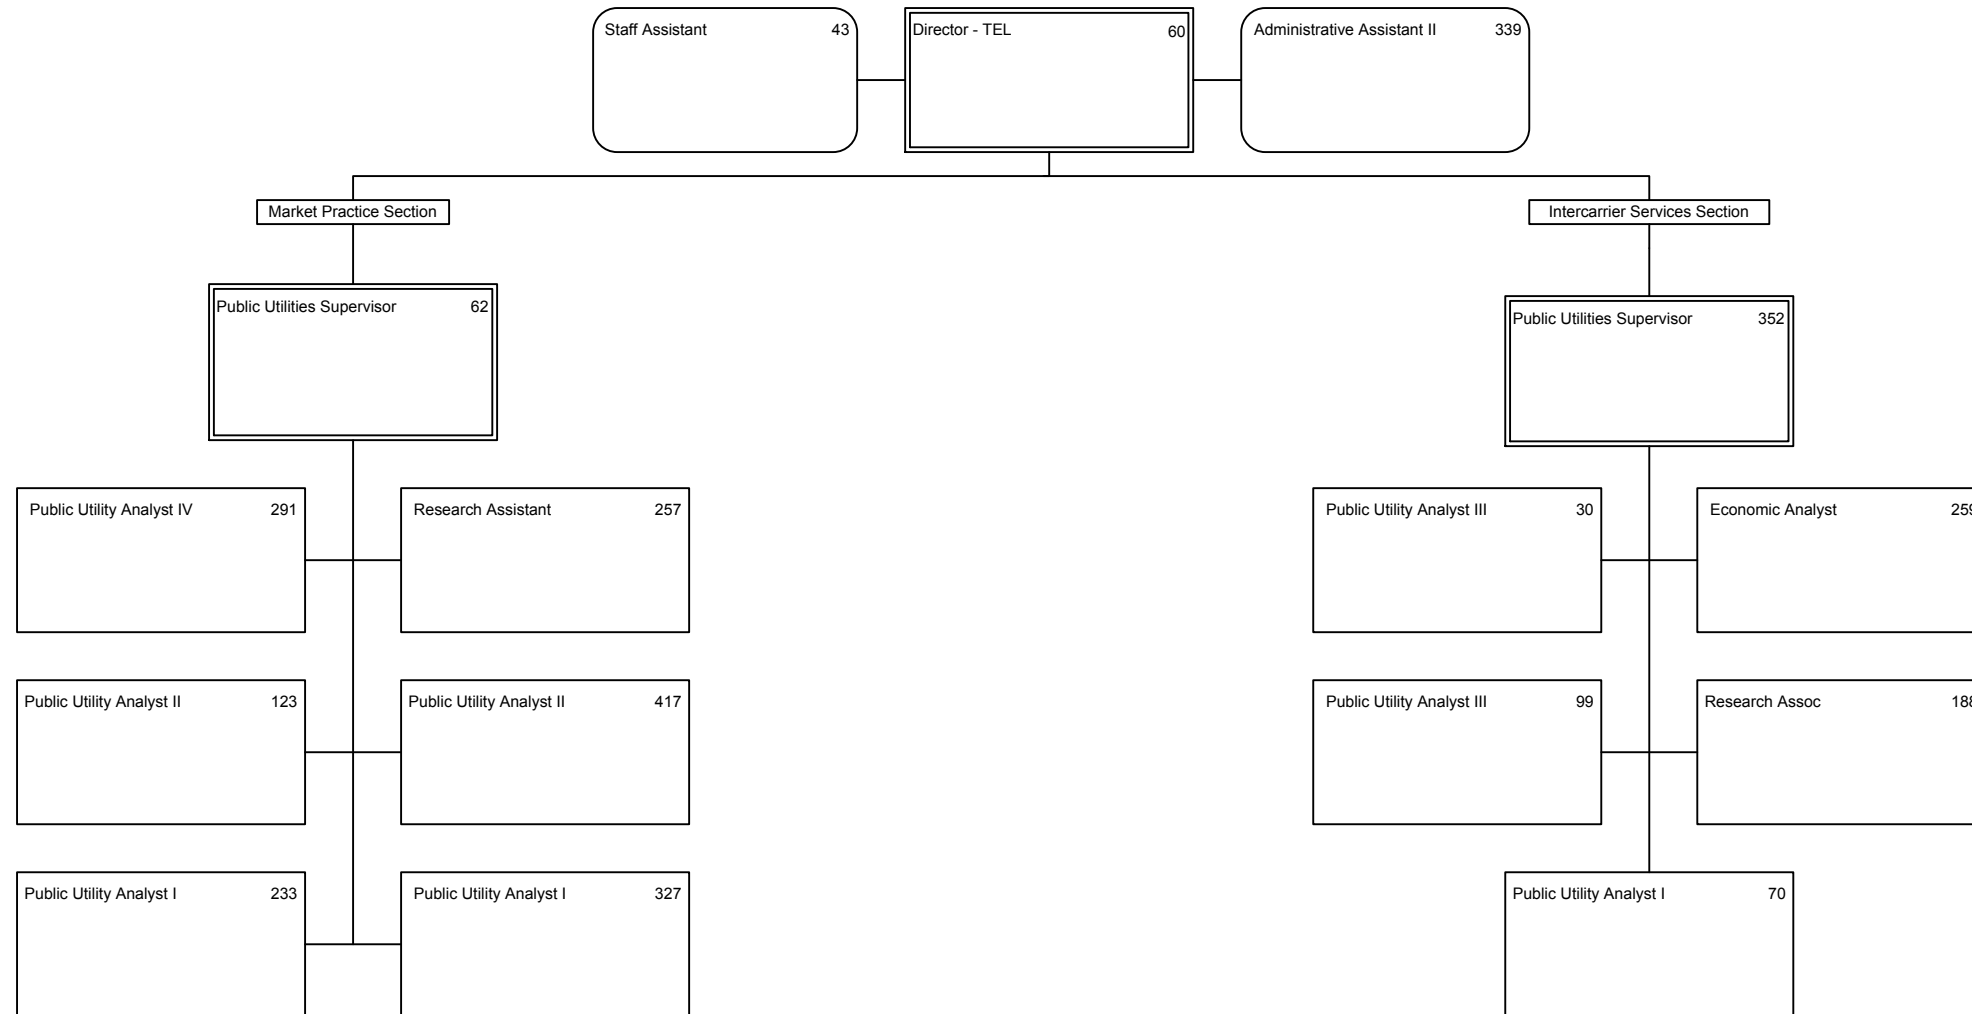 Staff Assistant 43
Director - TEL 60
Administrative Assistant II 339
Market Practice Section
Intercarrier Services Section
Public Utilities Supervisor 62
Public Utilities Supervisor 352
Public Utility Analyst IV 291
Research Assistant 257
Public Utility Analyst III 30
Economic Analyst 259
Public Utility Analyst II 123
Public Utility Analyst II 417
Public Utility Analyst III 99
Research Assoc 188
Public Utility Analyst I 233
Public Utility Analyst I 327
Public Utility Analyst I 70